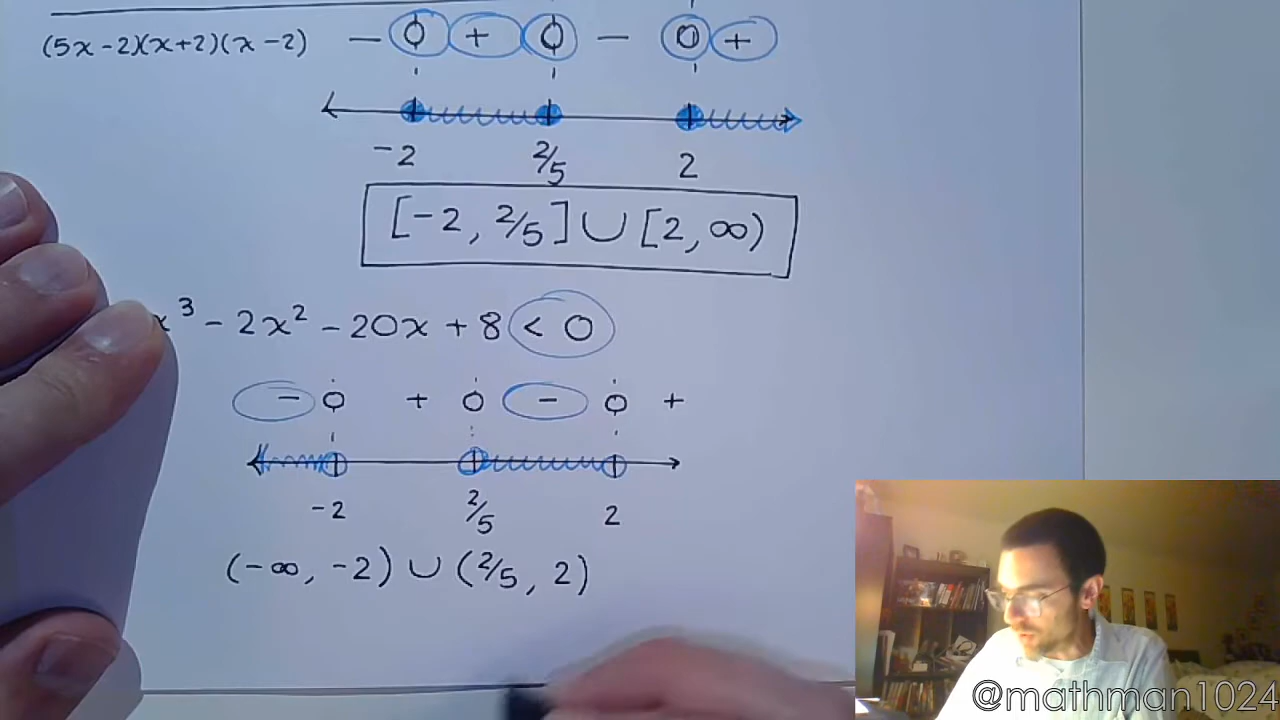 (5x-2)(x+2)(x-2) − 0 + 0 − 0 +
-2 2/5 2
[-2, 2/5] ∪ [2, ∞)
x³ - 2x² - 20x + 8 < 0
− 0 + 0 − 0 +
-2 2/5 2
(-∞, -2) ∪ (2/5, 2)
@mathman1024